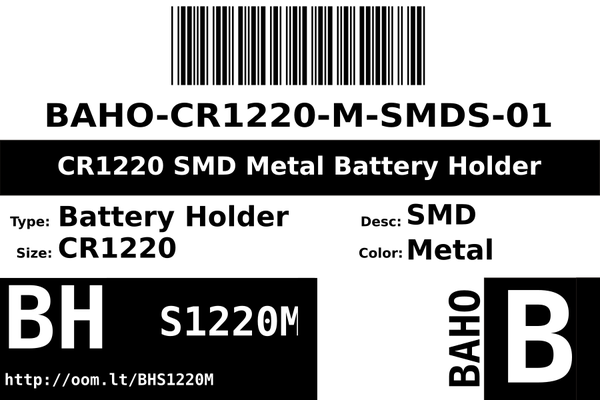 BAHO-CR1220-M-SMDS-01
CR1220 SMD Metal Battery Holder
Type: Battery Holder
Desc: SMD
Size: CR1220
Color: Metal
BH S1220M
BAHO
B
http://oom.lt/BHS1220M